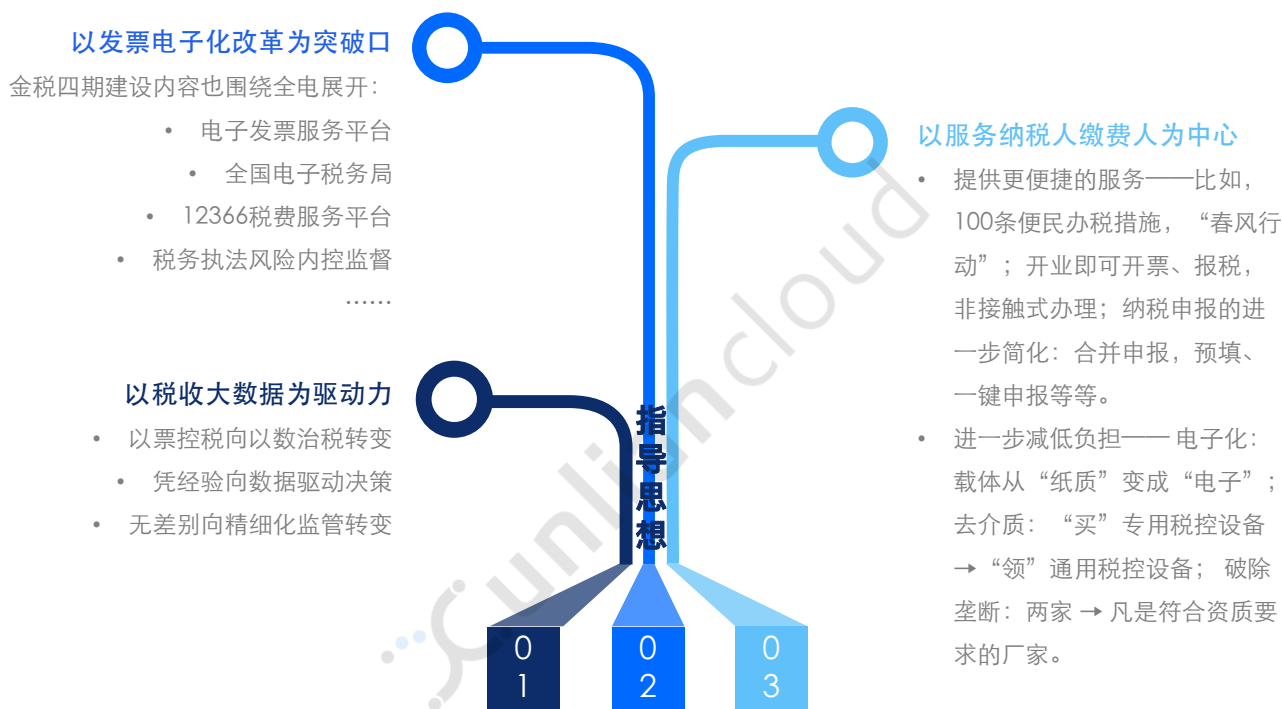 以发票电子化改革为突破口
金税四期建设内容也围绕全电展开：
• 电子发票服务平台
• 全国电子税务局
• 12366税费服务平台
• 税务执法风险内控监督
……
以税收大数据为驱动力
• 以票控税向以数治税转变
• 凭经验向数据驱动决策
• 无差别向精细化监管转变
指导思想
以服务纳税人缴费人为中心
• 提供更便捷的服务——比如，
100条便民办税措施，“春风行
动”；开业即可开票、报税，
非接触式办理；纳税申报的进
一步简化：合并申报，预填、
一键申报等等。
• 进一步减低负担—— 电子化：
载体从“纸质”变成“电子”；
去介质：“买”专用税控设备
→“领”通用税控设备； 破除
垄断：两家 → 凡是符合资质要
求的厂家。
01
02
03
Yunliancloud